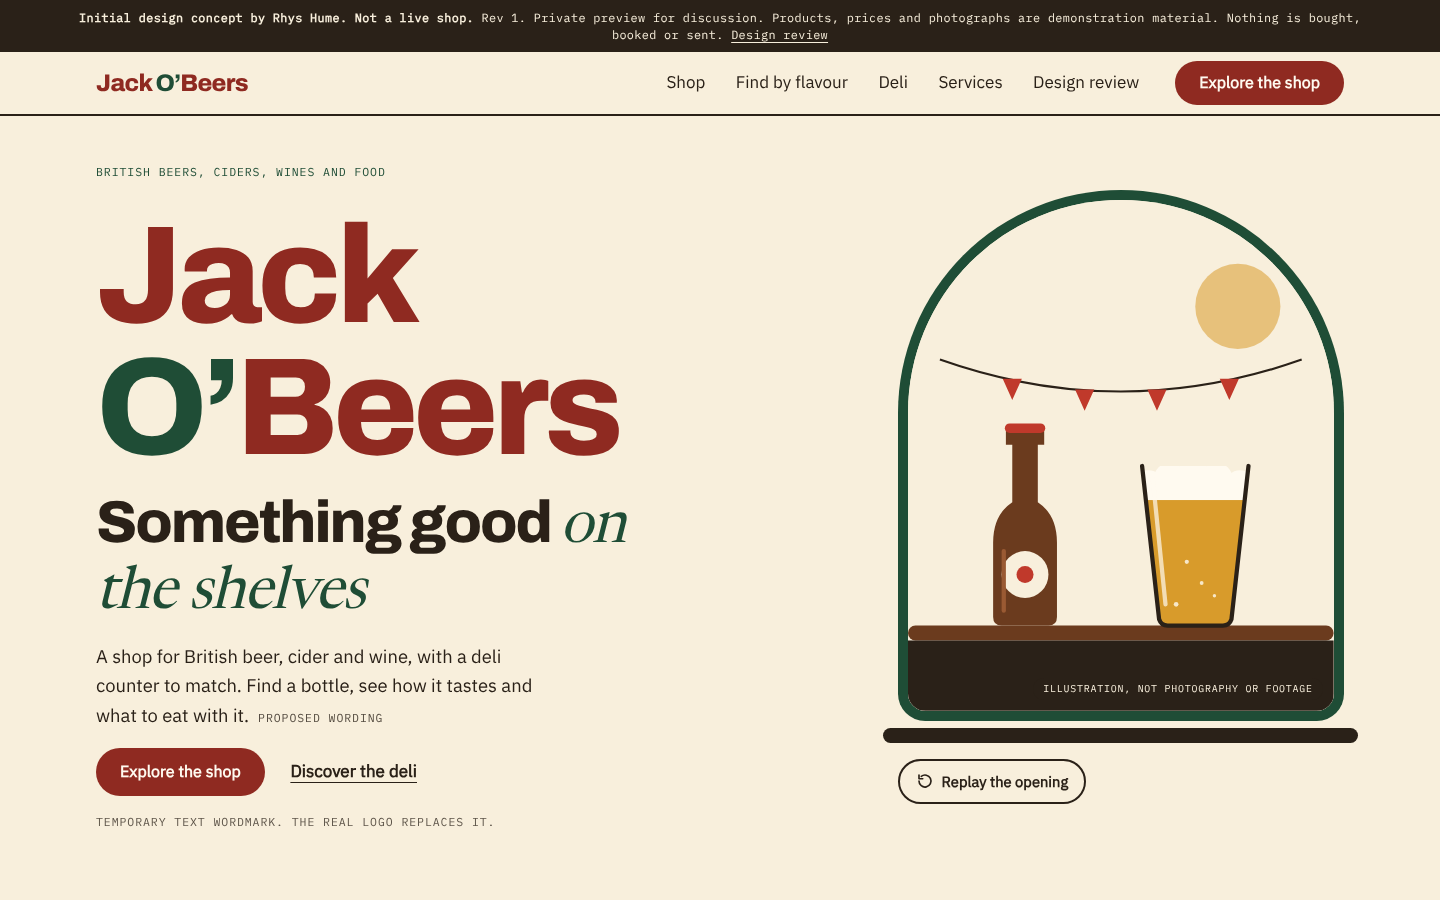 Initial design concept by Rhys Hume. Not a live shop. Rev 1. Private preview for discussion. Products, prices and photographs are demonstration material. Nothing is bought,
booked or sent. Design review
Jack O’Beers
Shop
Find by flavour
Deli
Services
Design review
Explore the shop
BRITISH BEERS, CIDERS, WINES AND FOOD
Jack
O’Beers
Something good on
the shelves
A shop for British beer, cider and wine, with a deli
counter to match. Find a bottle, see how it tastes and
what to eat with it. PROPOSED WORDING
Explore the shop
Discover the deli
TEMPORARY TEXT WORDMARK. THE REAL LOGO REPLACES IT.
ILLUSTRATION, NOT PHOTOGRAPHY OR FOOTAGE
Replay the opening